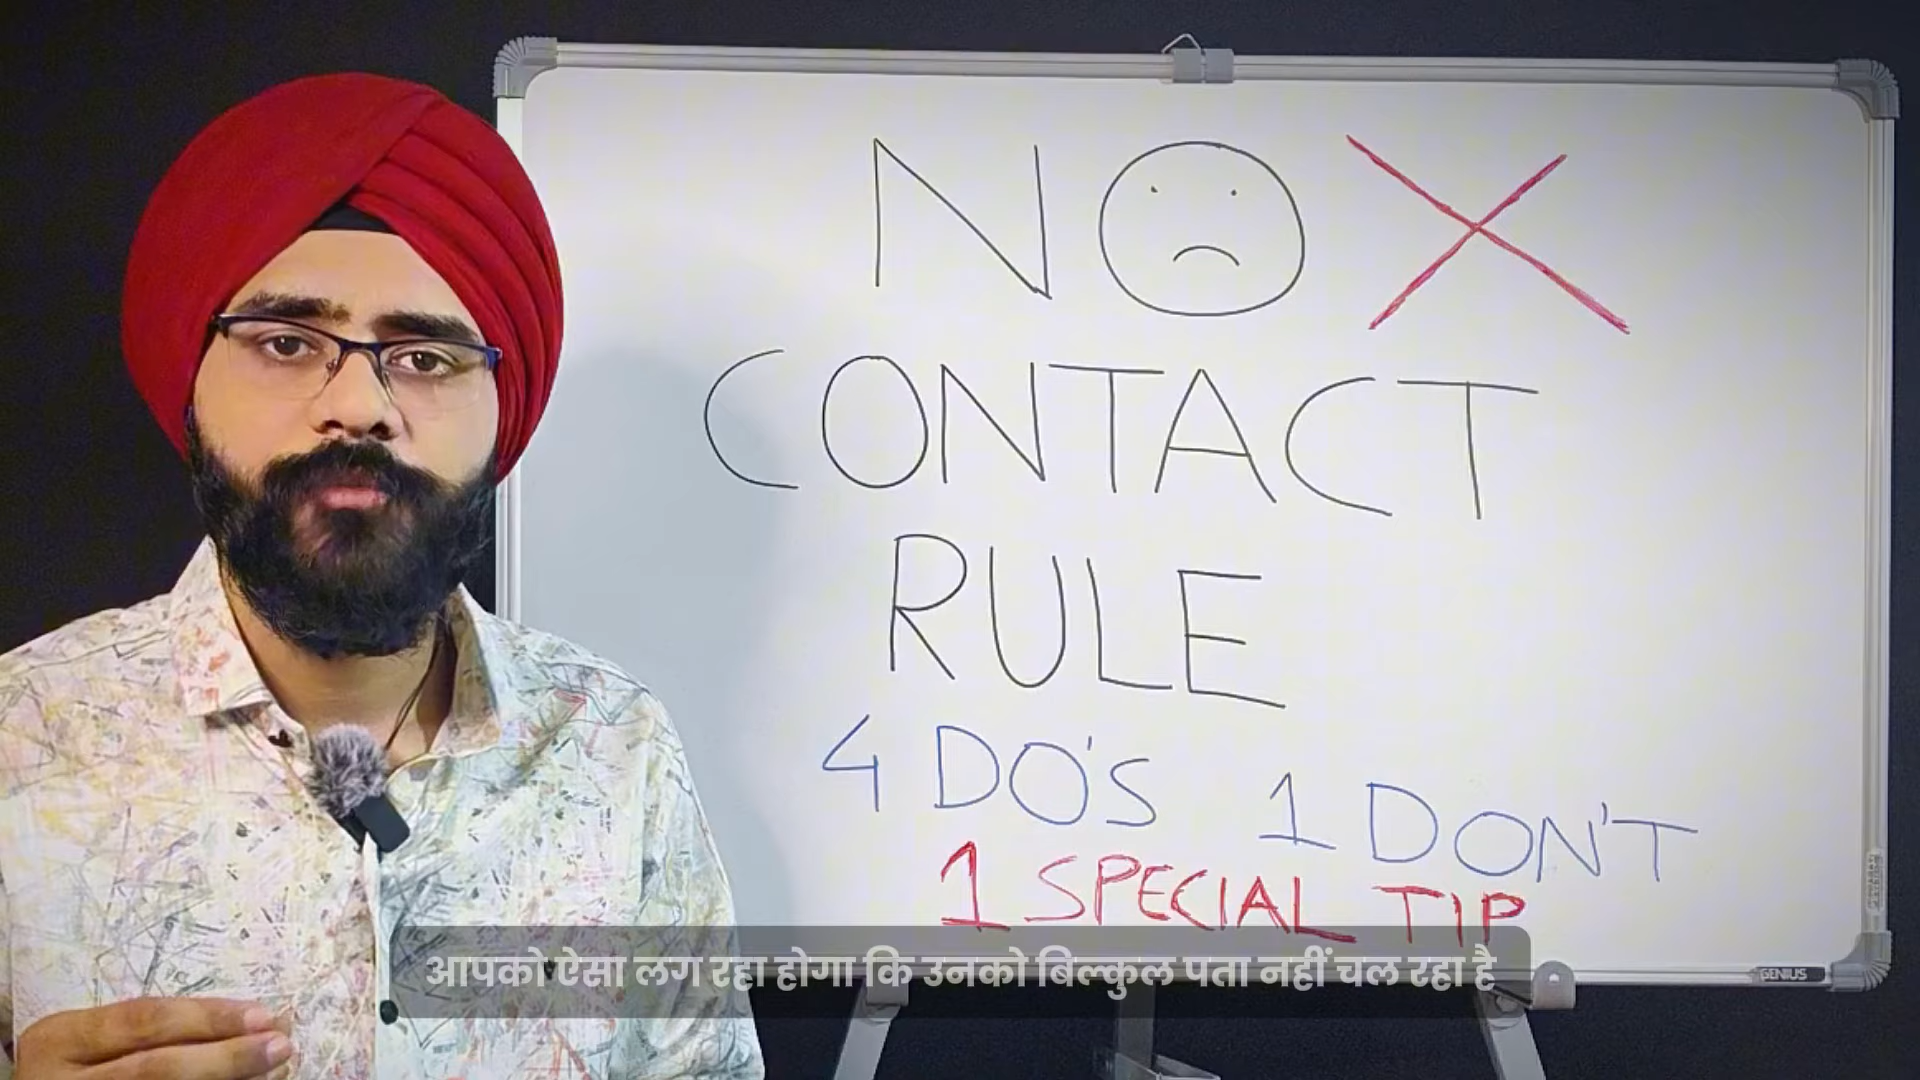 NO
CONTACT
RULE
4 DO'S 1 DON'T
1 SPECIAL TIP
आपको ऐसा लग रहा होगा कि उनको बिल्कुल पता नहीं चल रहा है
GENIUS